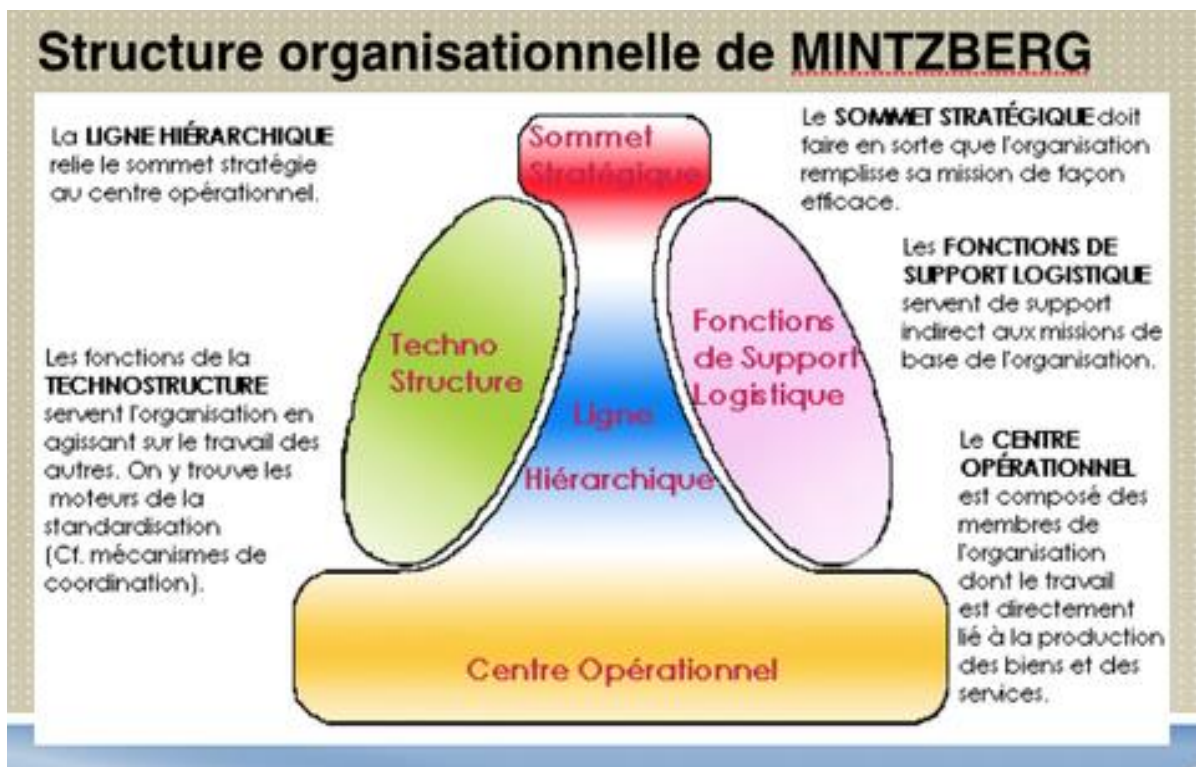 Structure organisationnelle de MINTZBERG
La LIGNE HIÉRARCHIQUE
relie le sommet stratégie
au centre opérationnel.
Sommet
Stratégique
Le SOMMET STRATÉGIQUE doit
faire en sorte que l'organisation
remplisse sa mission de façon
efficace.
Les FONCTIONS DE
SUPPORT LOGISTIQUE
servent de support
indirect aux missions de
base de l'organisation.
Techno
Structure
Fonctions
de Support
Logistique
Ligne
Hiérarchique
Les fonctions de la
TECHNOSTRUCTURE
servent l'organisation en
agissant sur le travail des
autres. On y trouve les
moteurs de la
standardisation
(Cf. mécanismes de
coordination).
Le CENTRE
OPÉRATIONNEL
est composé des
membres de
l'organisation
dont le travail
est directement
lié à la production
des biens et des
services.
Centre Opérationnel